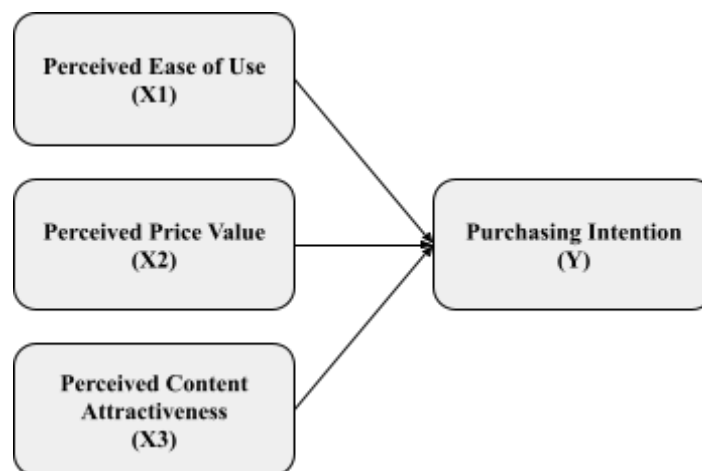 Perceived Ease of Use
(X1)
Perceived Price Value
(X2)
Purchasing Intention
(Y)
Perceived Content
Attractiveness
(X3)